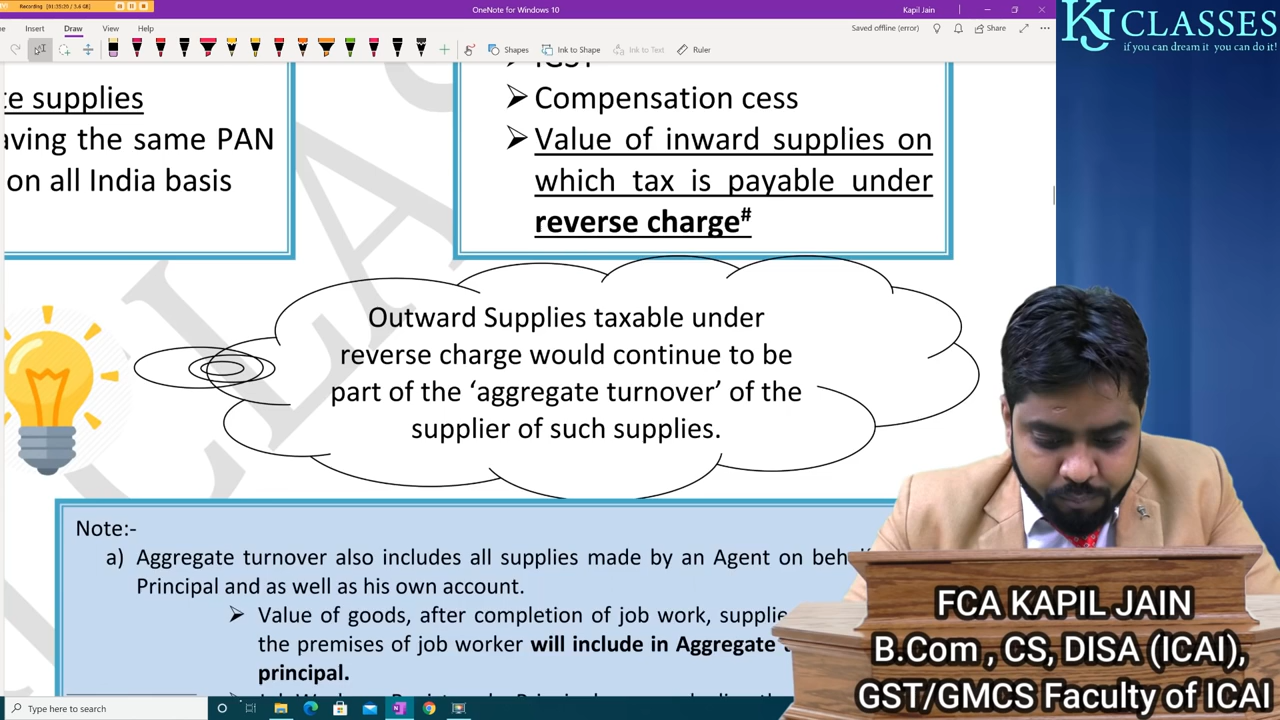 Recording 01:35:20 / 3.6 GB
OneNote for Windows 10
Kapil Jain
Insert Draw View Help
Saved offline (error)
Share
Shapes
Ink to Shape
Ink to Text
Ruler
KJ CLASSES
if you can dream it you can do it!
te supplies
aving the same PAN
on all India basis
IGST
Compensation cess
Value of inward supplies on
which tax is payable under
reverse charge#
Outward Supplies taxable under
reverse charge would continue to be
part of the ‘aggregate turnover’ of the
supplier of such supplies.
Note:-
a) Aggregate turnover also includes all supplies made by an Agent on beh
Principal and as well as his own account.
Value of goods, after completion of job work, supplie
the premises of job worker will include in Aggregate
principal.
FCA KAPIL JAIN
B.Com , CS, DISA (ICAI),
GST/GMCS Faculty of ICAI
Type here to search